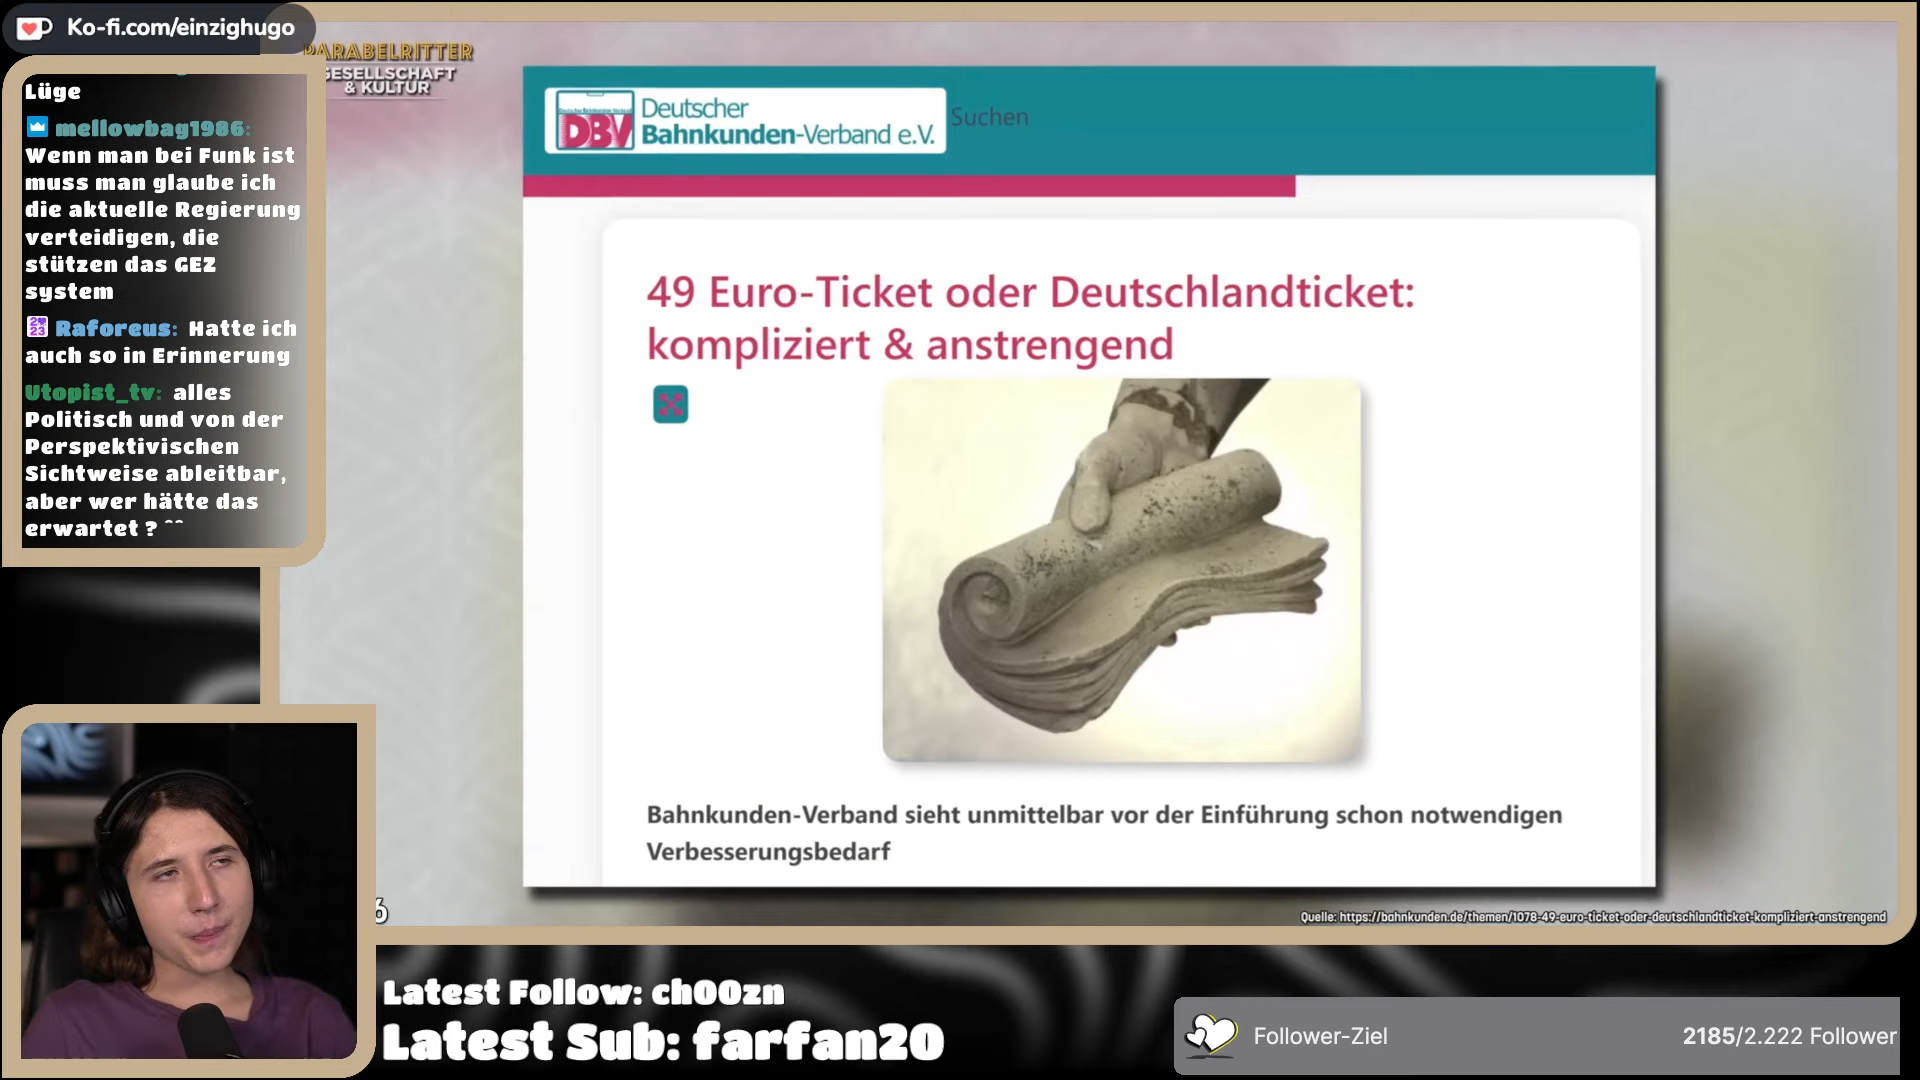 Ko-fi.com/einzighugo
PARABELRITTER
GESELLSCHAFT
& KULTUR
Lüge
mellowbag1986:
Wenn man bei Funk ist
muss man glaube ich
die aktuelle Regierung
verteidigen, die
stützen das GEZ
system
Raforeus: Hatte ich
auch so in Erinnerung
Utopist_tv: alles
Politisch und von der
Perspektivischen
Sichtweise ableitbar,
aber wer hätte das
erwartet ? ^^
DBV
Deutscher
Bahnkunden-Verband e.V.
Suchen
49 Euro-Ticket oder Deutschlandticket:
kompliziert & anstrengend
Bahnkunden-Verband sieht unmittelbar vor der Einführung schon notwendigen
Verbesserungsbedarf
6
Quelle: https://bahnkunden.de/themen/1078-49-euro-ticket-oder-deutschlandticket-kompliziert-anstrengend
Latest Follow: ch00zn
Latest Sub: farfan20
Follower-Ziel
2185/2.222 Follower